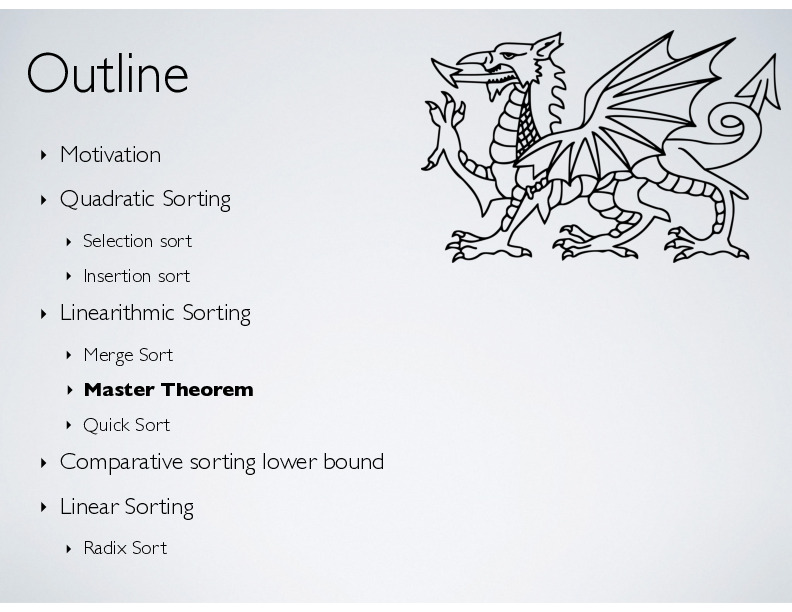 Outline
‣ Motivation
‣ Quadratic Sorting
‣ Selection sort
‣ Insertion sort
‣ Linearithmic Sorting
‣ Merge Sort
‣ Master Theorem
‣ Quick Sort
‣ Comparative sorting lower bound
‣ Linear Sorting
‣ Radix Sort